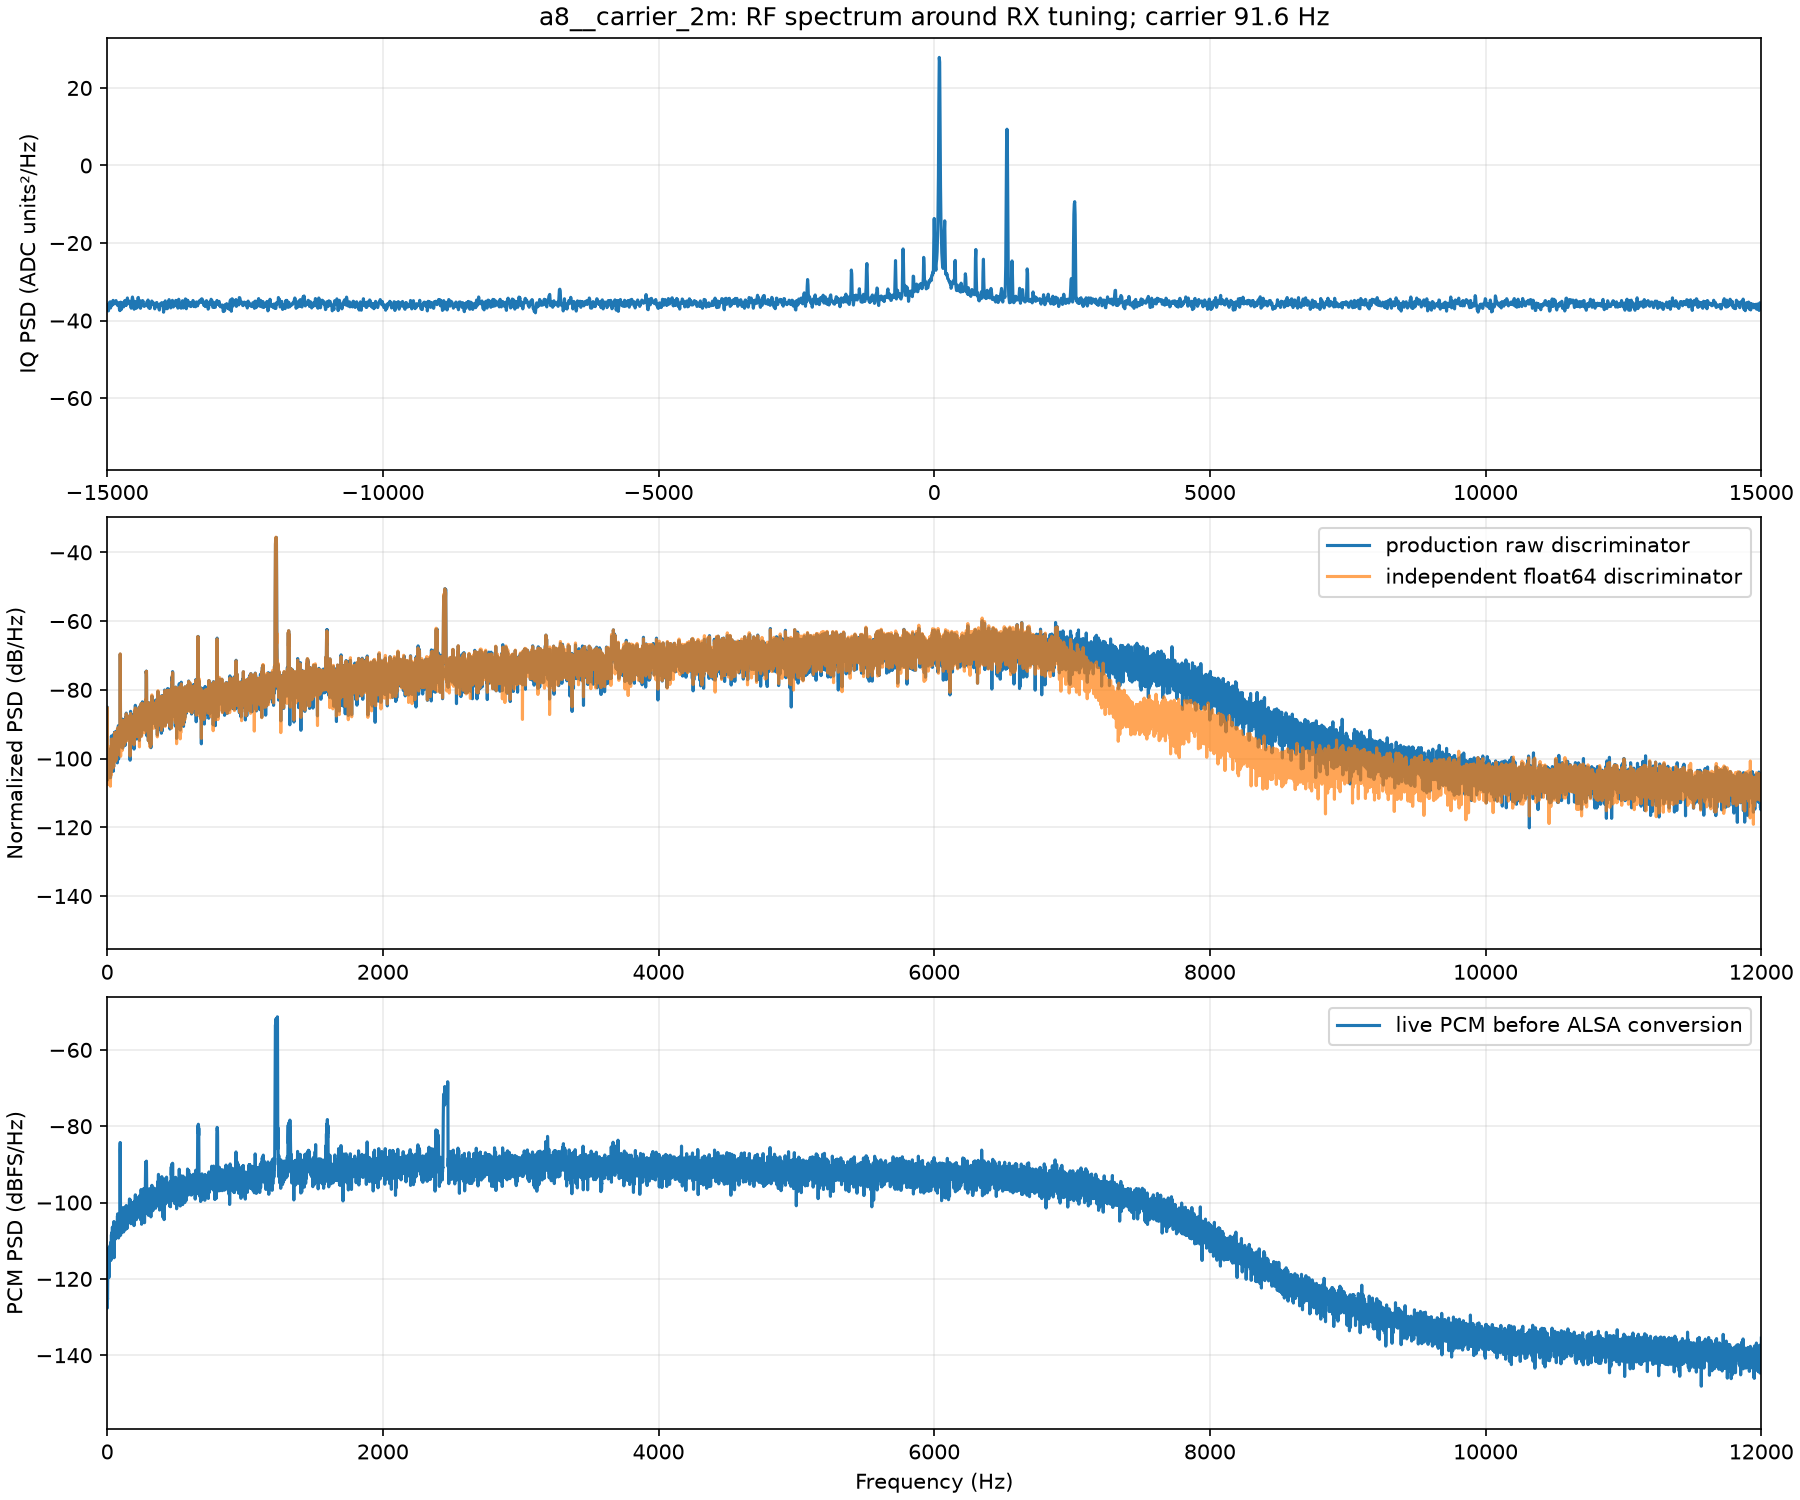 a8__carrier_2m: RF spectrum around RX tuning; carrier 91.6 Hz
IQ PSD (ADC units²/Hz)
20
0
−20
−40
−60
−15000 −10000 −5000 0 5000 10000 15000
Normalized PSD (dB/Hz)
production raw discriminator
independent float64 discriminator
−40
−60
−80
−100
−120
−140
0 2000 4000 6000 8000 10000 12000
PCM PSD (dBFS/Hz)
live PCM before ALSA conversion
−60
−80
−100
−120
−140
0 2000 4000 6000 8000 10000 12000
Frequency (Hz)